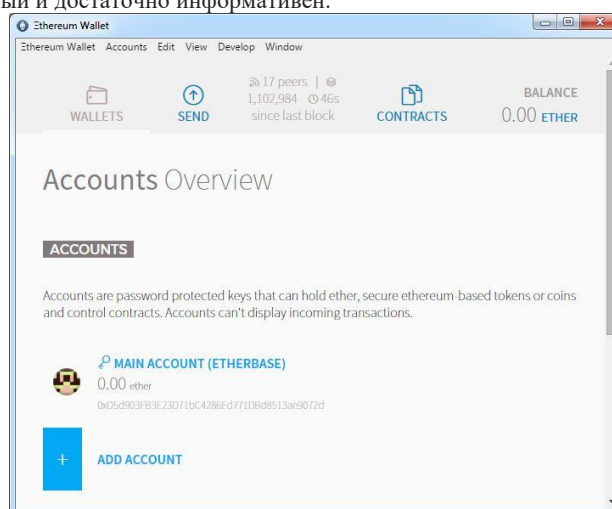 ый и достаточно информативен.
Ethereum Wallet
Ethereum Wallet Accounts Edit View Develop Window
WALLETS
SEND
17 peers |
1,102,984 46s
since last block
CONTRACTS
BALANCE
0.00 ETHER
Accounts Overview
ACCOUNTS
Accounts are password protected keys that can hold ether, secure ethereum-based tokens or coins
and control contracts. Accounts can't display incoming transactions.
MAIN ACCOUNT (ETHERBASE)
0.00 ether
ADD ACCOUNT